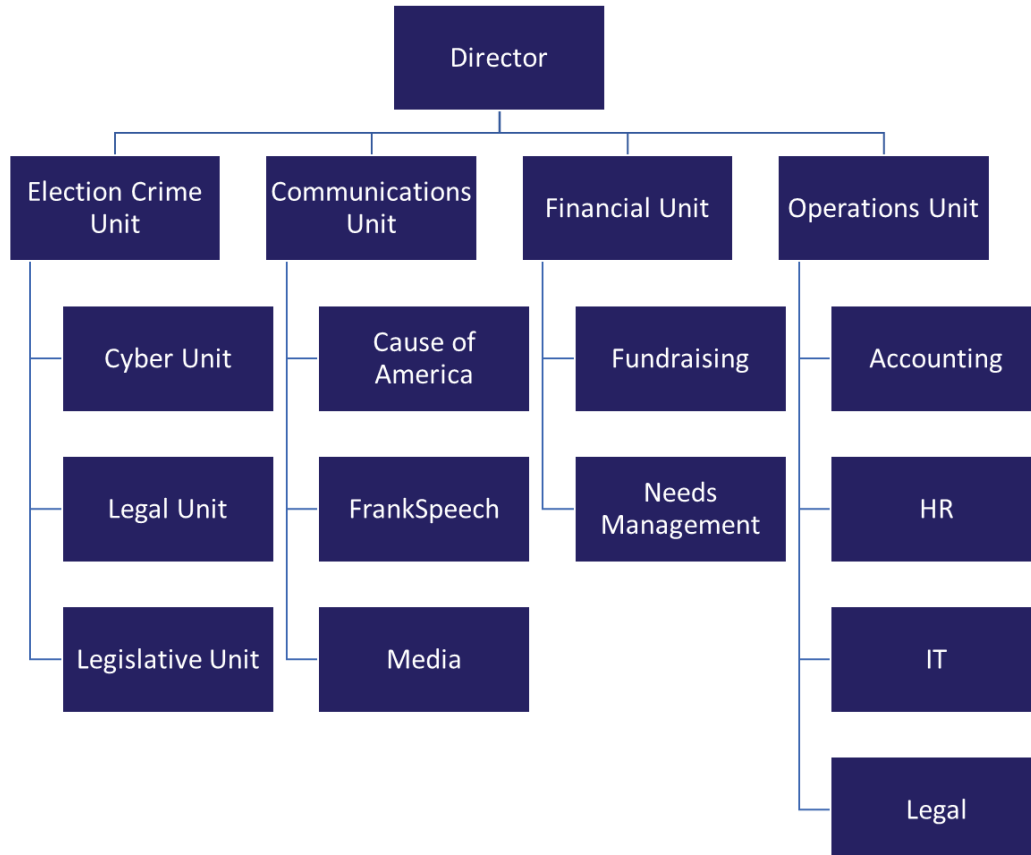 Director
Election Crime
Unit
Communications
Unit
Financial Unit
Operations Unit
Cyber Unit
Cause of
America
Fundraising
Accounting
Legal Unit
FrankSpeech
Needs
Management
HR
Legislative Unit
Media
IT
Legal